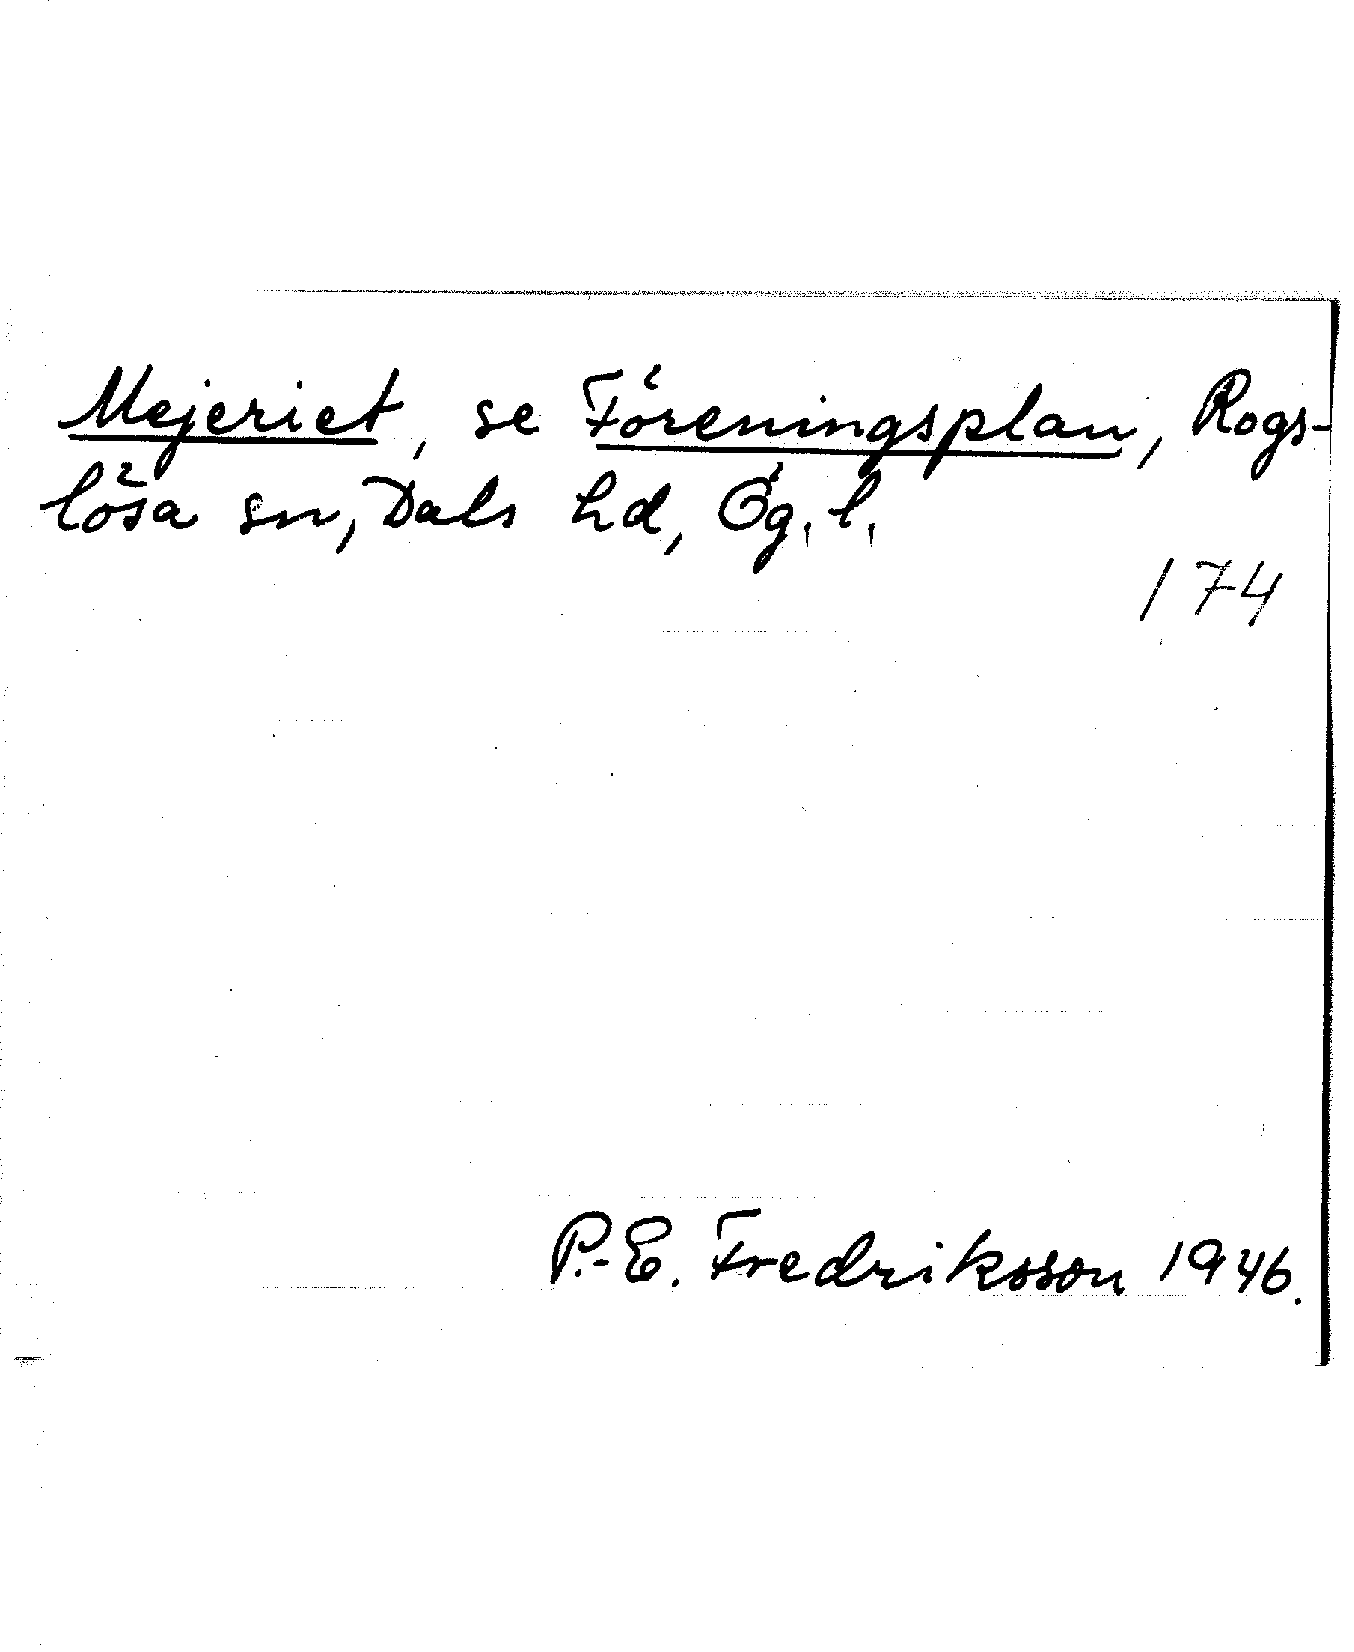 Mejeriet, se Föreningsplan, Rogs-
lösa sn, Dals hd, Ög. l.
174
P.-E. Fredriksson 1946.